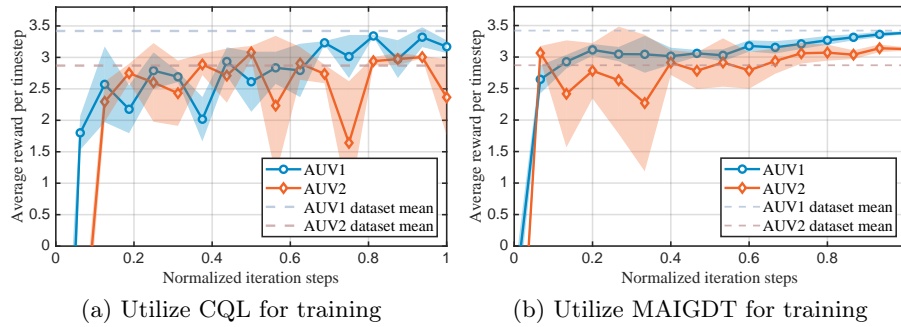 3.5
3
2.5
2
1.5
1
0.5
0
Average reward per timestep
AUV1
AUV2
AUV1 dataset mean
AUV2 dataset mean
0 0.2 0.4 0.6 0.8 1
Normalized iteration steps
(a) Utilize CQL for training
3.5
3
2.5
2
1.5
1
0.5
0
Average reward per timestep
AUV1
AUV2
AUV1 dataset mean
AUV2 dataset mean
0 0.2 0.4 0.6 0.8
Normalized iteration steps
(b) Utilize MAIGDT for training